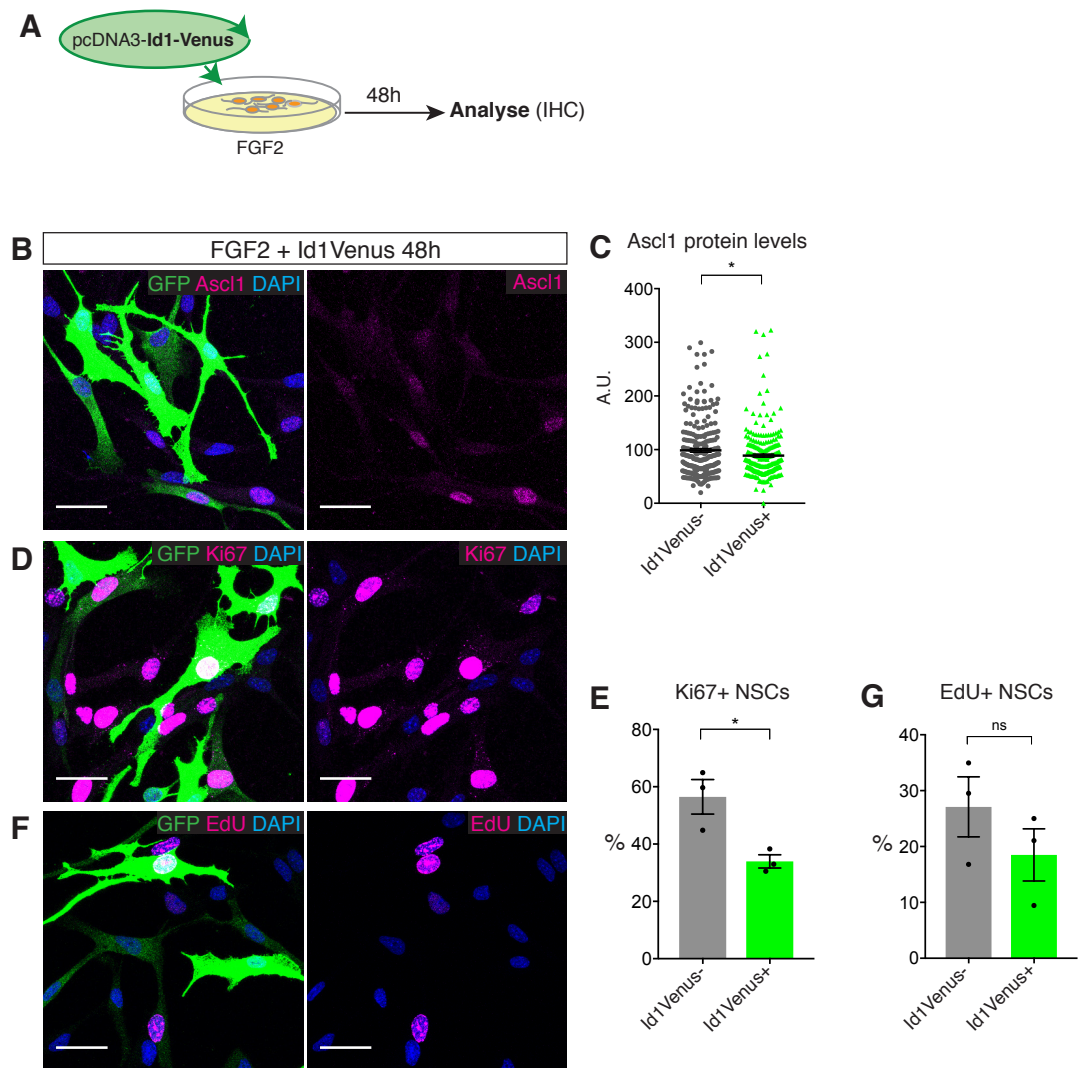 A
pcDNA3-Id1-Venus
48h
Analyse (IHC)
FGF2
B
FGF2 + Id1Venus 48h
GFP Ascl1 DAPI
Ascl1
C
Ascl1 protein levels
*
400
300
200
100
0
A.U.
Id1Venus-
Id1Venus+
D
GFP Ki67 DAPI
Ki67 DAPI
E
Ki67+ NSCs
*
80
60
40
20
0
%
Id1Venus-
Id1Venus+
F
GFP EdU DAPI
EdU DAPI
G
EdU+ NSCs
ns
40
30
20
10
0
%
Id1Venus-
Id1Venus+